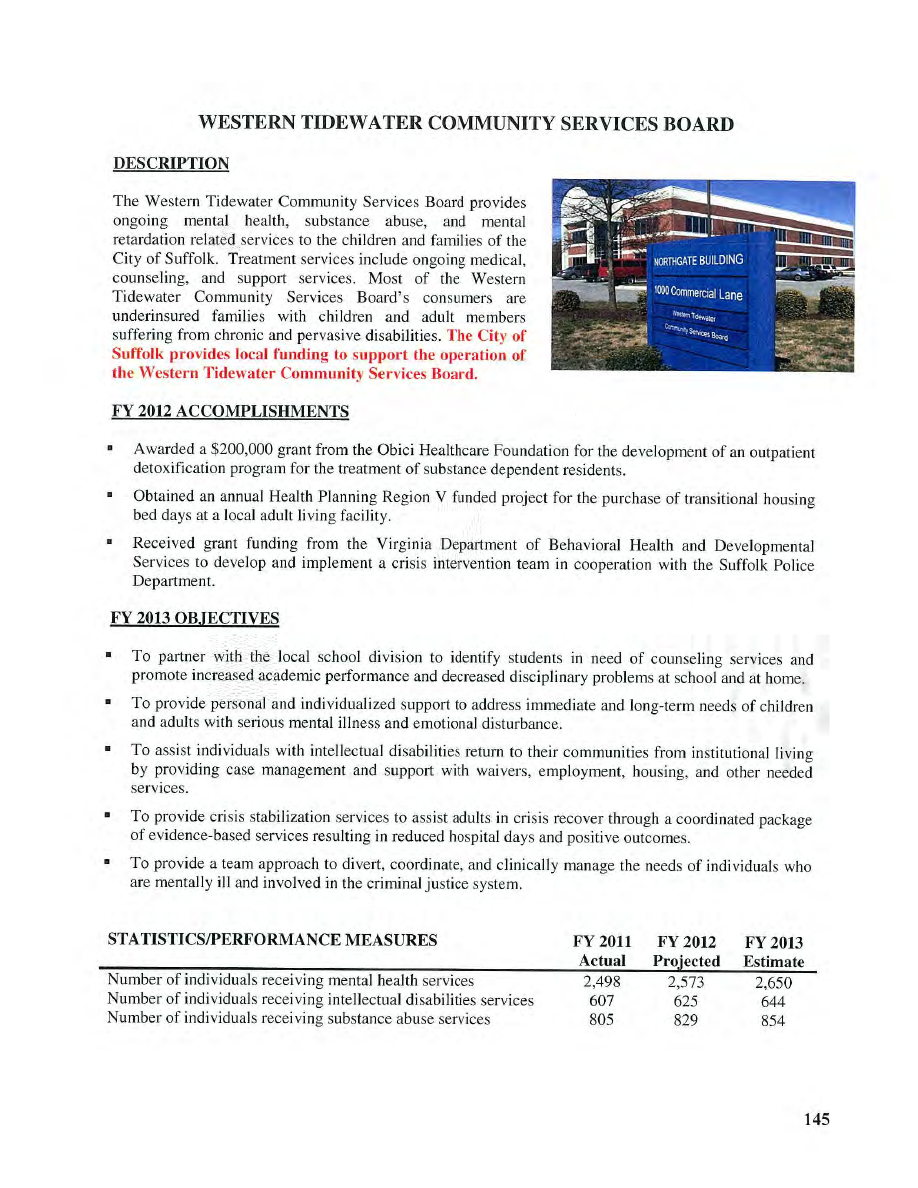 WESTERN TIDEWATER COMMUNITY SERVICES BOARD
DESCRIPTION
The Western Tidewater Community Services Board provides
ongoing mental health, substance abuse, and mental
retardation related services to the children and families of the
City of Suffolk. Treatment services include ongoing medical,
counseling, and support services. Most of the Western
Tidewater Community Services Board's consumers are
underinsured families with children and adult members
suffering from chronic and pervasive disabilities. The City of
Suffolk provides local funding to support the operation of
the Western Tidewater Community Services Board.
NORTHGATE BUILDING
1000 Commercial Lane
Western Tidewater
Community Services Board
FY 2012 ACCOMPLISHMENTS
▪ Awarded a $200,000 grant from the Obici Healthcare Foundation for the development of an outpatient
detoxification program for the treatment of substance dependent residents.
▪ Obtained an annual Health Planning Region V funded project for the purchase of transitional housing
bed days at a local adult living facility.
▪ Received grant funding from the Virginia Department of Behavioral Health and Developmental
Services to develop and implement a crisis intervention team in cooperation with the Suffolk Police
Department.
FY 2013 OBJECTIVES
▪ To partner with the local school division to identify students in need of counseling services and
promote increased academic performance and decreased disciplinary problems at school and at home.
▪ To provide personal and individualized support to address immediate and long-term needs of children
and adults with serious mental illness and emotional disturbance.
▪ To assist individuals with intellectual disabilities return to their communities from institutional living
by providing case management and support with waivers, employment, housing, and other needed
services.
▪ To provide crisis stabilization services to assist adults in crisis recover through a coordinated package
of evidence-based services resulting in reduced hospital days and positive outcomes.
▪ To provide a team approach to divert, coordinate, and clinically manage the needs of individuals who
are mentally ill and involved in the criminal justice system.
STATISTICS/PERFORMANCE MEASURES FY 2011 FY 2012 FY 2013
Actual Projected Estimate
Number of individuals receiving mental health services 2,498 2,573 2,650
Number of individuals receiving intellectual disabilities services 607 625 644
Number of individuals receiving substance abuse services 805 829 854
145